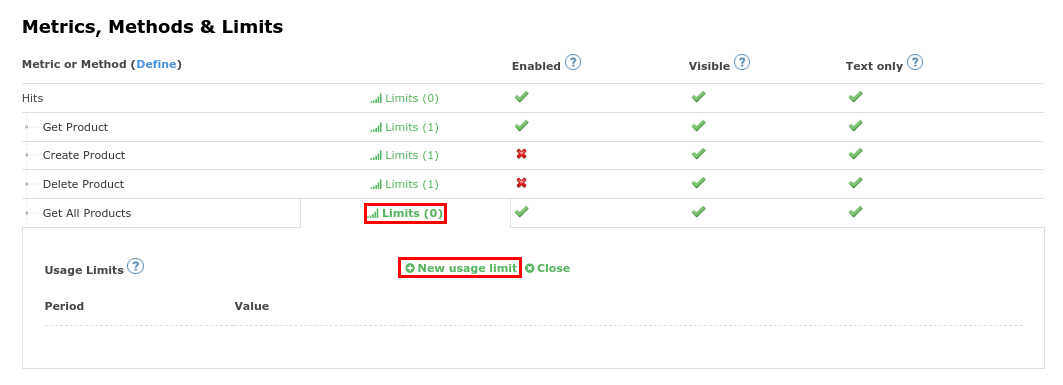 Metrics, Methods & Limits
Metric or Method (Define) Enabled ? Visible ? Text only ?
Hits Limits (0)
Get Product Limits (1)
Create Product Limits (1)
Delete Product Limits (1)
Get All Products Limits (0)
Usage Limits ? New usage limit Close
Period Value